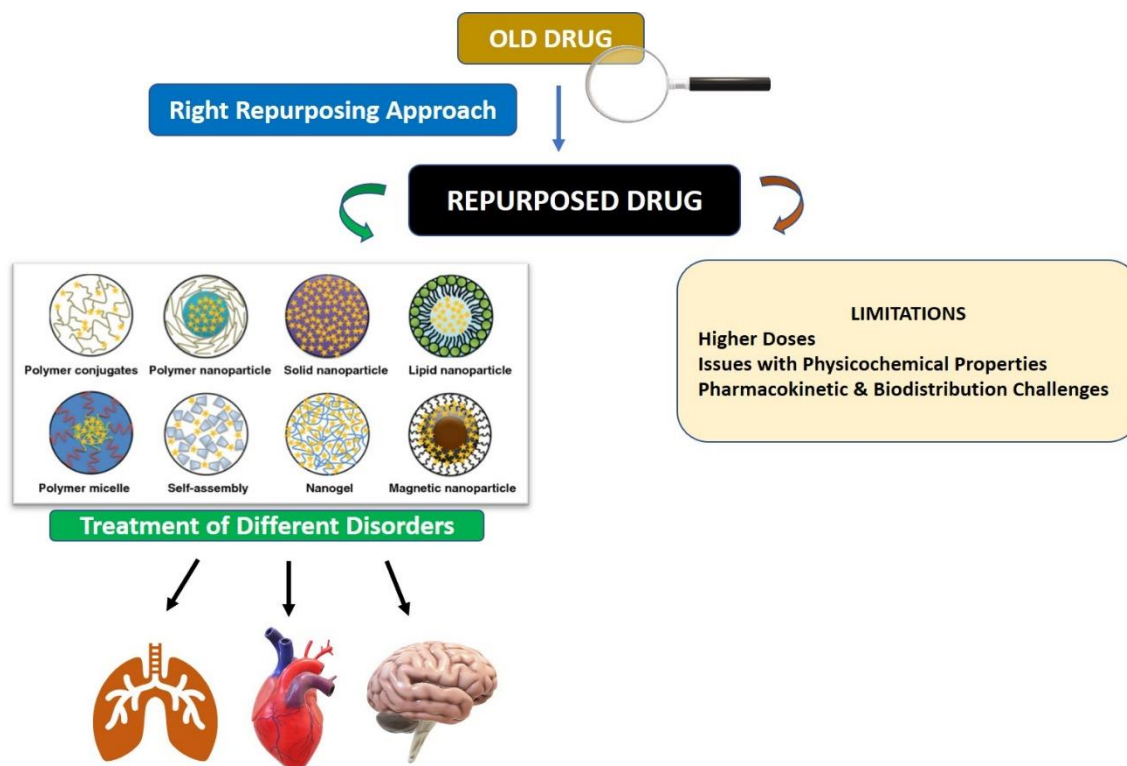 OLD DRUG
Right Repurposing Approach
REPURPOSED DRUG
Polymer conjugates
Polymer nanoparticle
Solid nanoparticle
Lipid nanoparticle
Polymer micelle
Self-assembly
Nanogel
Magnetic nanoparticle
LIMITATIONS
Higher Doses
Issues with Physicochemical Properties
Pharmacokinetic & Biodistribution Challenges
Treatment of Different Disorders